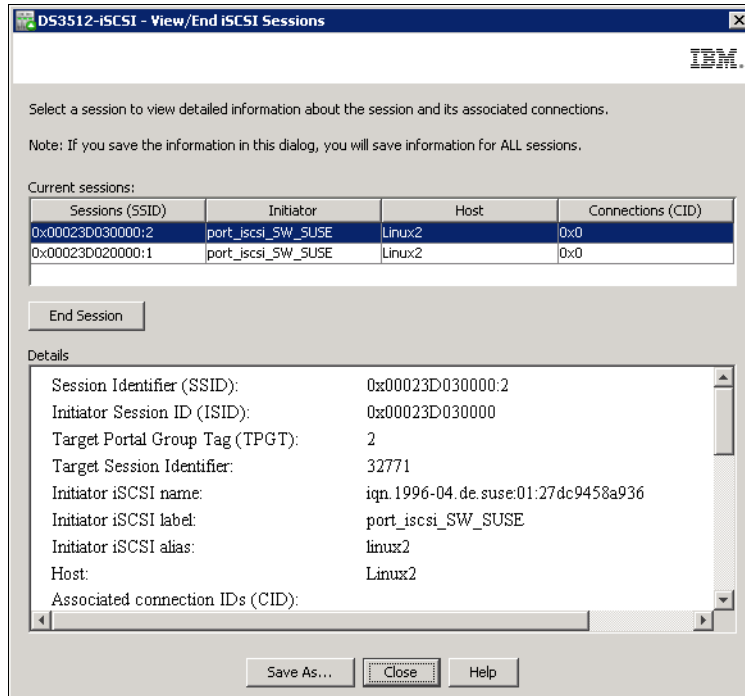 DS3512-iSCSI - View/End iSCSI Sessions
IBM.
Select a session to view detailed information about the session and its associated connections.
Note: If you save the information in this dialog, you will save information for ALL sessions.
Current sessions:
Sessions (SSID) Initiator Host Connections (CID)
0x00023D030000:2 port_iscsi_SW_SUSE Linux2 0x0
0x00023D020000:1 port_iscsi_SW_SUSE Linux2 0x0
End Session
Details
Session Identifier (SSID): 0x00023D030000:2
Initiator Session ID (ISID): 0x00023D030000
Target Portal Group Tag (TPGT): 2
Target Session Identifier: 32771
Initiator iSCSI name: iqn.1996-04.de.suse:01:27dc9458a936
Initiator iSCSI label: port_iscsi_SW_SUSE
Initiator iSCSI alias: linux2
Host: Linux2
Associated connection IDs (CID):
Save As... Close Help